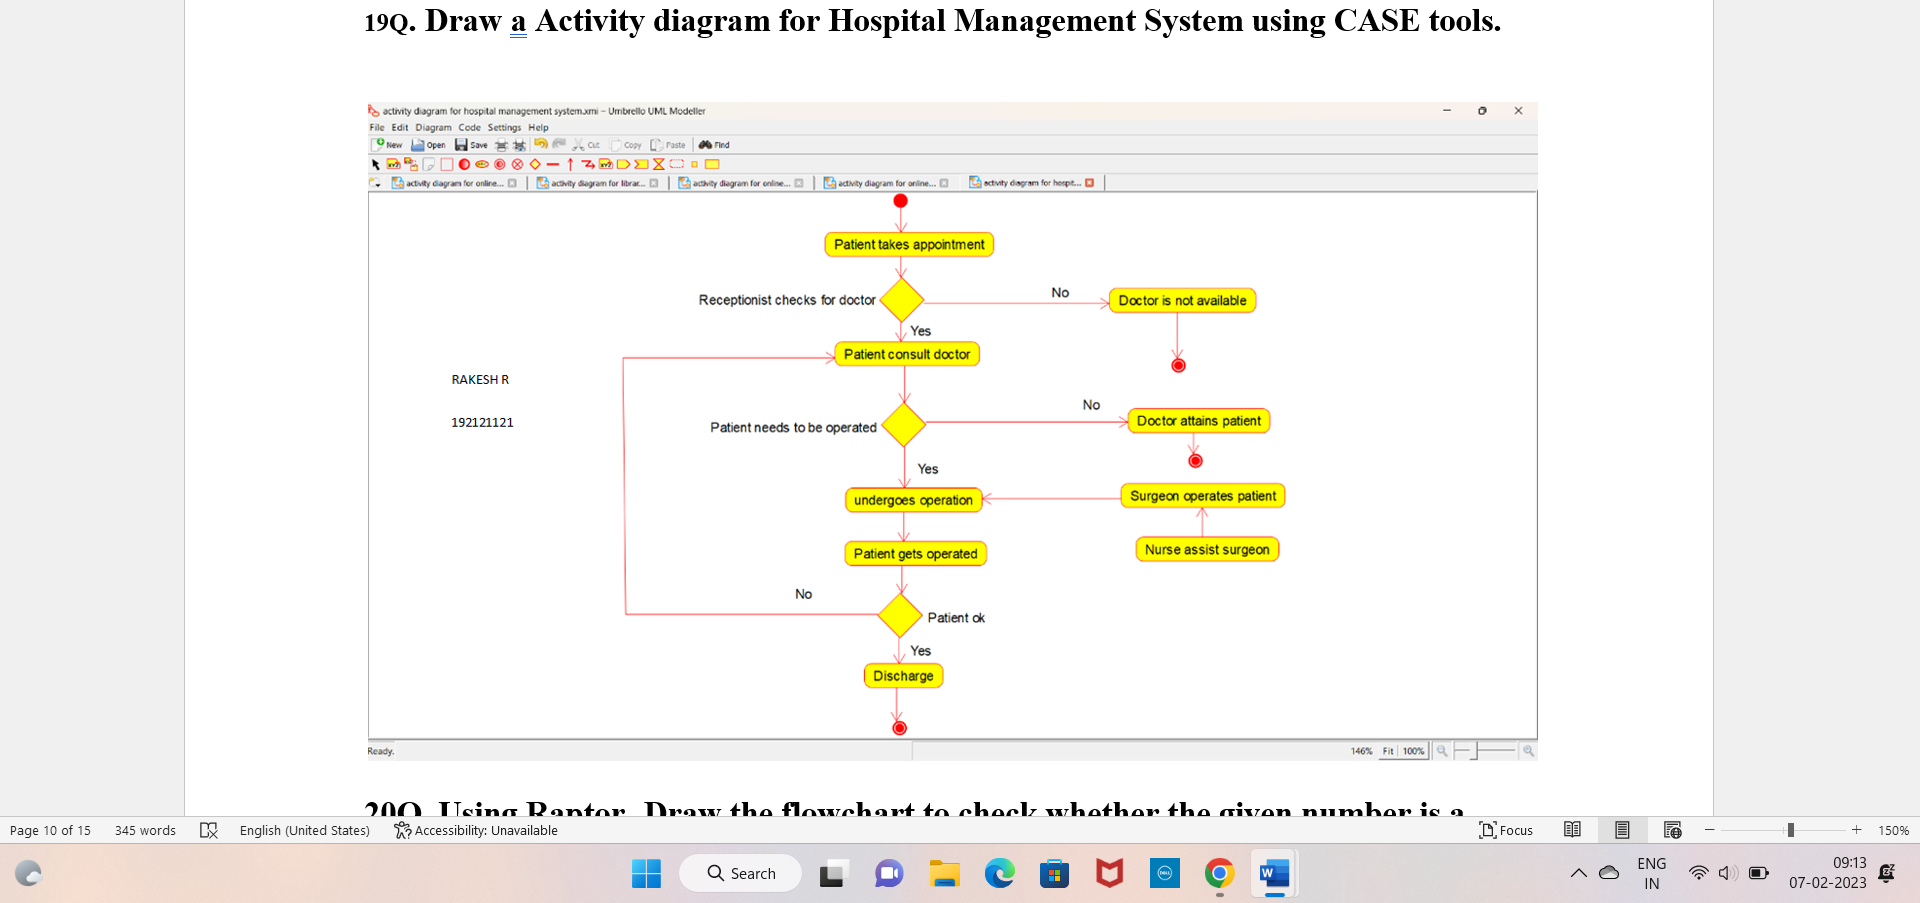 19Q. Draw a Activity diagram for Hospital Management System using CASE tools.
activity diagram for hospital management system.xmi – Umbrello UML Modeller
File Edit Diagram Code Settings Help
New Open Save Cut Copy Paste Find
activity diagram for online... activity diagram for librar... activity diagram for online... activity diagram for online... activity diagram for hospit...
Patient takes appointment
Receptionist checks for doctor
No
Doctor is not available
Yes
Patient consult doctor
RAKESH R
192121121
No
Patient needs to be operated
Doctor attains patient
Yes
undergoes operation
Surgeon operates patient
Patient gets operated
Nurse assist surgeon
No
Patient ok
Yes
Discharge
Ready.
146% Fit 100%
20Q. Using Raptor, Draw the flowchart to check whether the given number is a
Page 10 of 15 345 words English (United States) Accessibility: Unavailable Focus 150%
Search
ENG
IN
09:13
07-02-2023